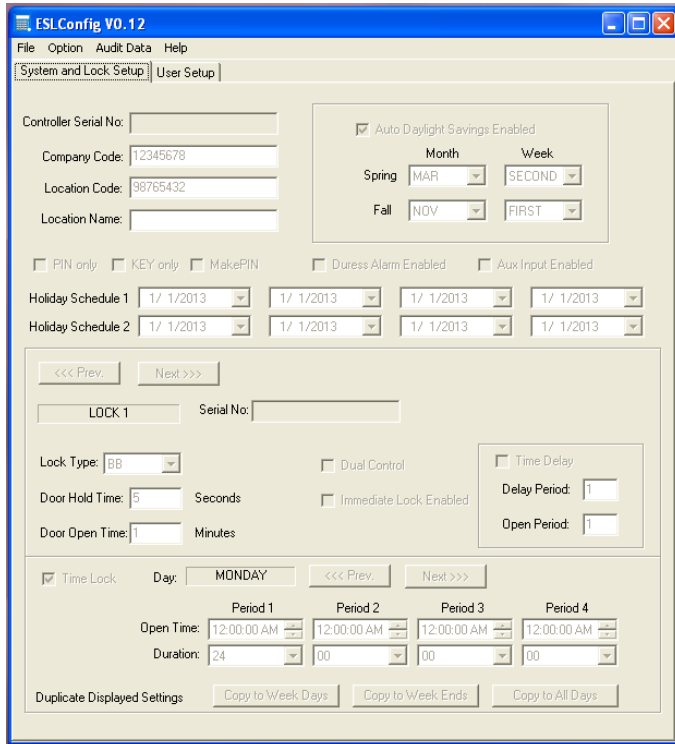 ESLConfig V0.12
File Option Audit Data Help
System and Lock Setup User Setup
Controller Serial No:
Auto Daylight Savings Enabled
Company Code: 12345678
Month Week
Location Code: 98765432
Spring MAR SECOND
Location Name:
Fall NOV FIRST
PIN only KEY only MakePIN Duress Alarm Enabled Aux Input Enabled
Holiday Schedule 1 1/ 1/2013 1/ 1/2013 1/ 1/2013 1/ 1/2013
Holiday Schedule 2 1/ 1/2013 1/ 1/2013 1/ 1/2013 1/ 1/2013
<<< Prev. Next >>>
LOCK 1 Serial No:
Lock Type: BB Dual Control Time Delay
Door Hold Time: 5 Seconds Immediate Lock Enabled Delay Period: 1
Door Open Time: 1 Minutes Open Period: 1
Time Lock Day: MONDAY <<< Prev. Next >>>
Period 1 Period 2 Period 3 Period 4
Open Time: 12:00:00 AM 12:00:00 AM 12:00:00 AM 12:00:00 AM
Duration: 24 00 00 00
Duplicate Displayed Settings Copy to Week Days Copy to Week Ends Copy to All Days